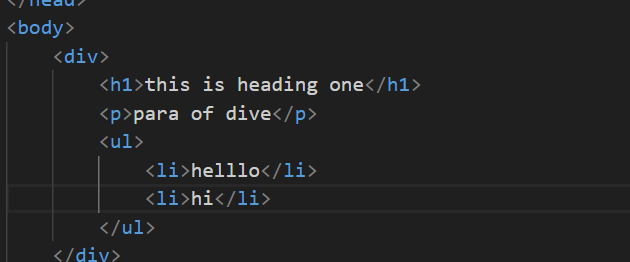 </head>
<body>
<div>
<h1>this is heading one</h1>
<p>para of dive</p>
<ul>
<li>helllo</li>
<li>hi</li>
</ul>
</div>